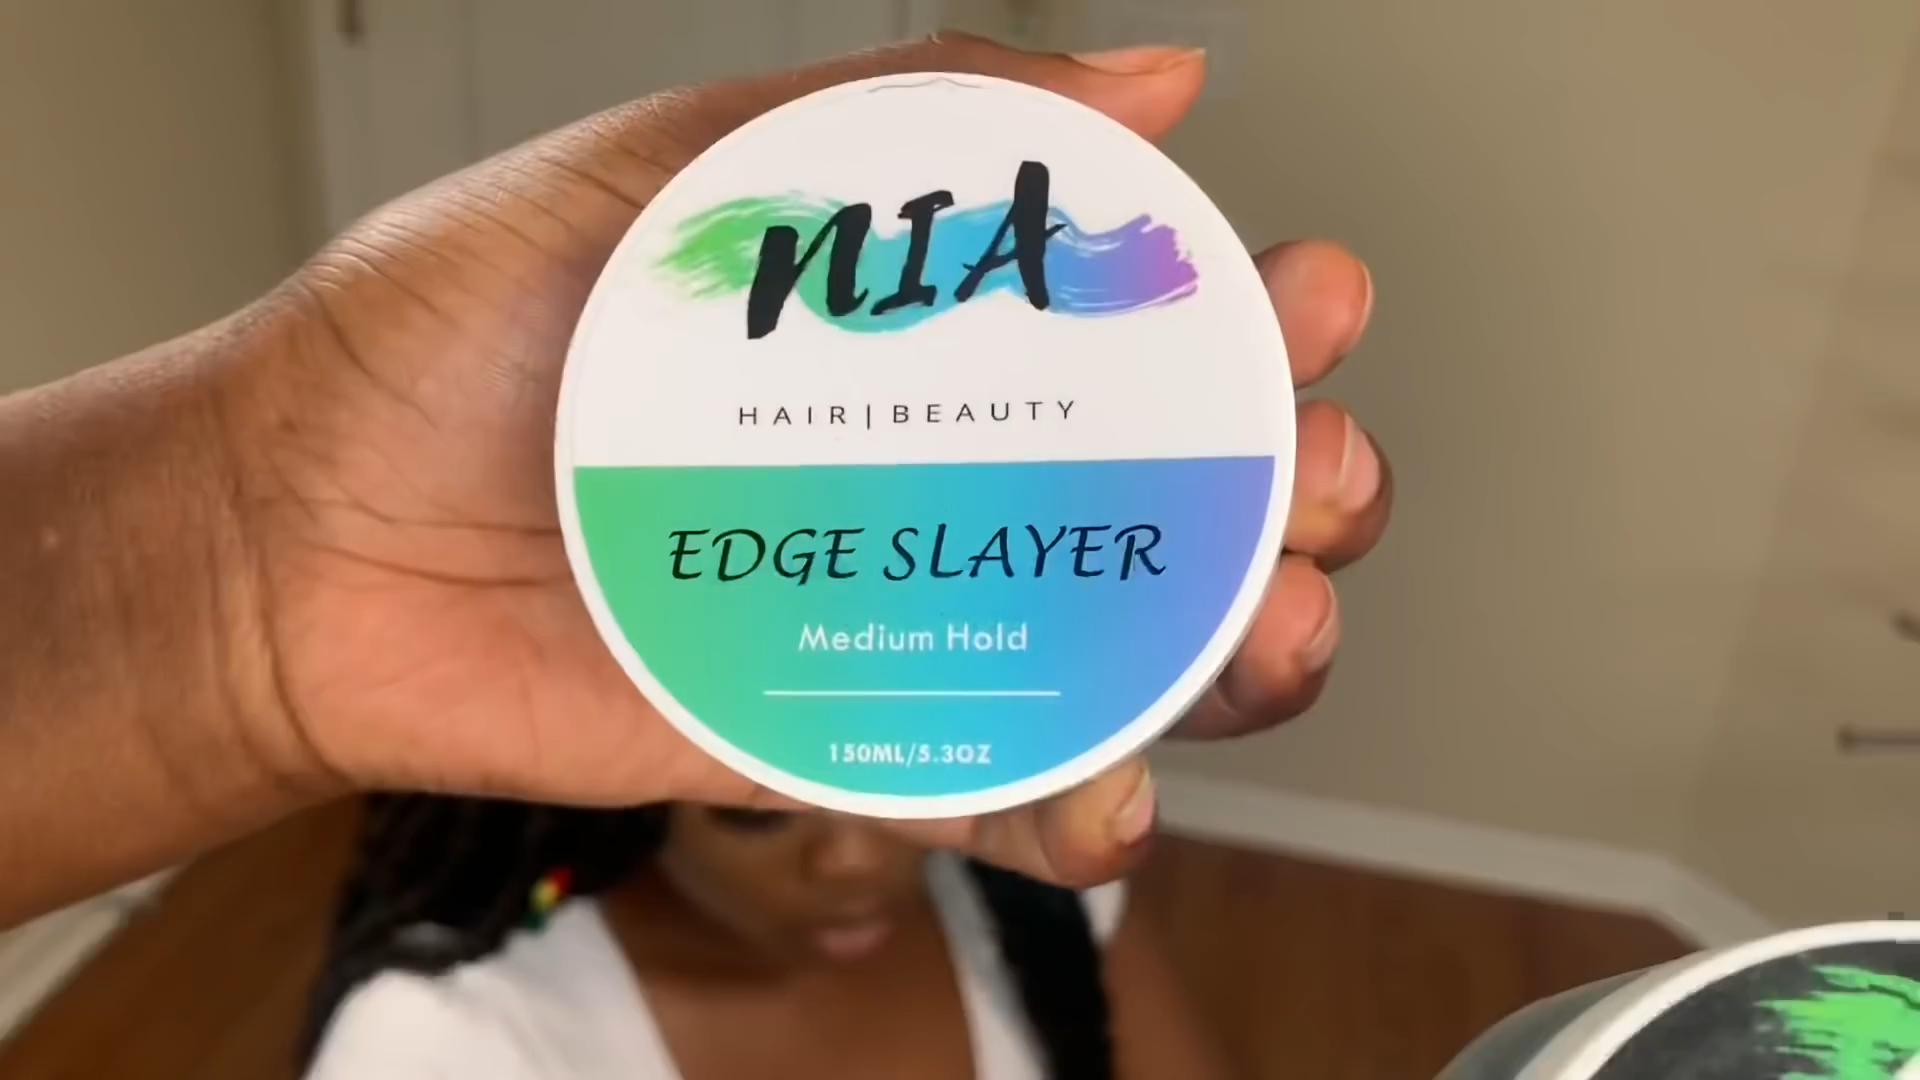 NIA
HAIR|BEAUTY
EDGE SLAYER
Medium Hold
150ML/5.3OZ